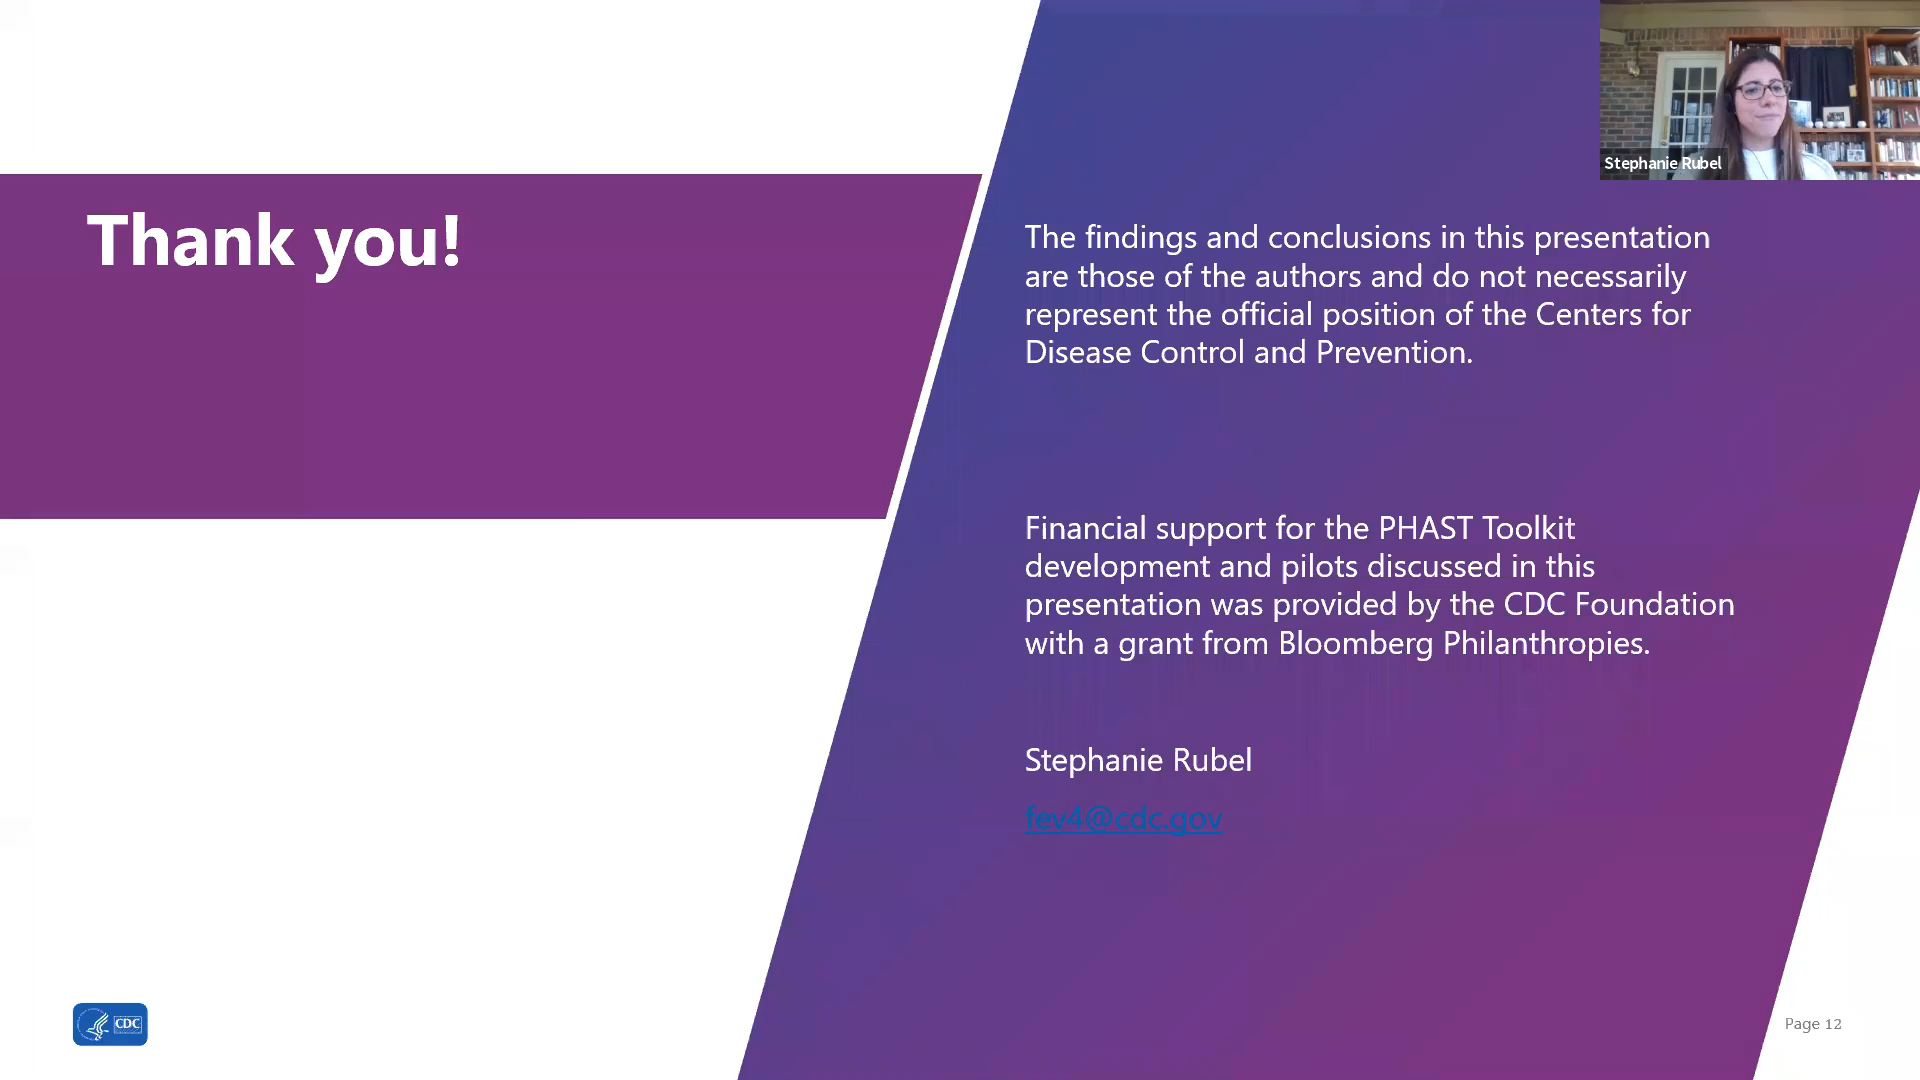 Thank you!
Stephanie Rubel
The findings and conclusions in this presentation
are those of the authors and do not necessarily
represent the official position of the Centers for
Disease Control and Prevention.
Financial support for the PHAST Toolkit
development and pilots discussed in this
presentation was provided by the CDC Foundation
with a grant from Bloomberg Philanthropies.
Stephanie Rubel
fev4@cdc.gov
CDC
Page 12